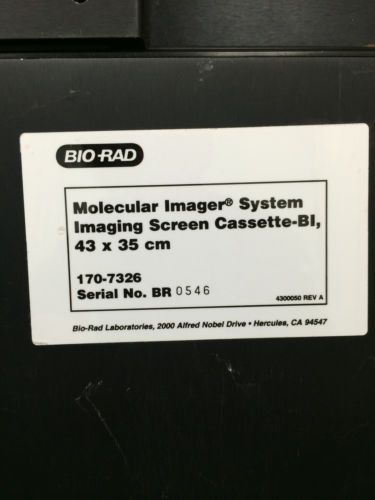 BIO-RAD
Molecular Imager® System
Imaging Screen Cassette-BI,
43 x 35 cm
170-7326
Serial No. BR 0546
4300050 REV A
Bio-Rad Laboratories, 2000 Alfred Nobel Drive • Hercules, CA 94547